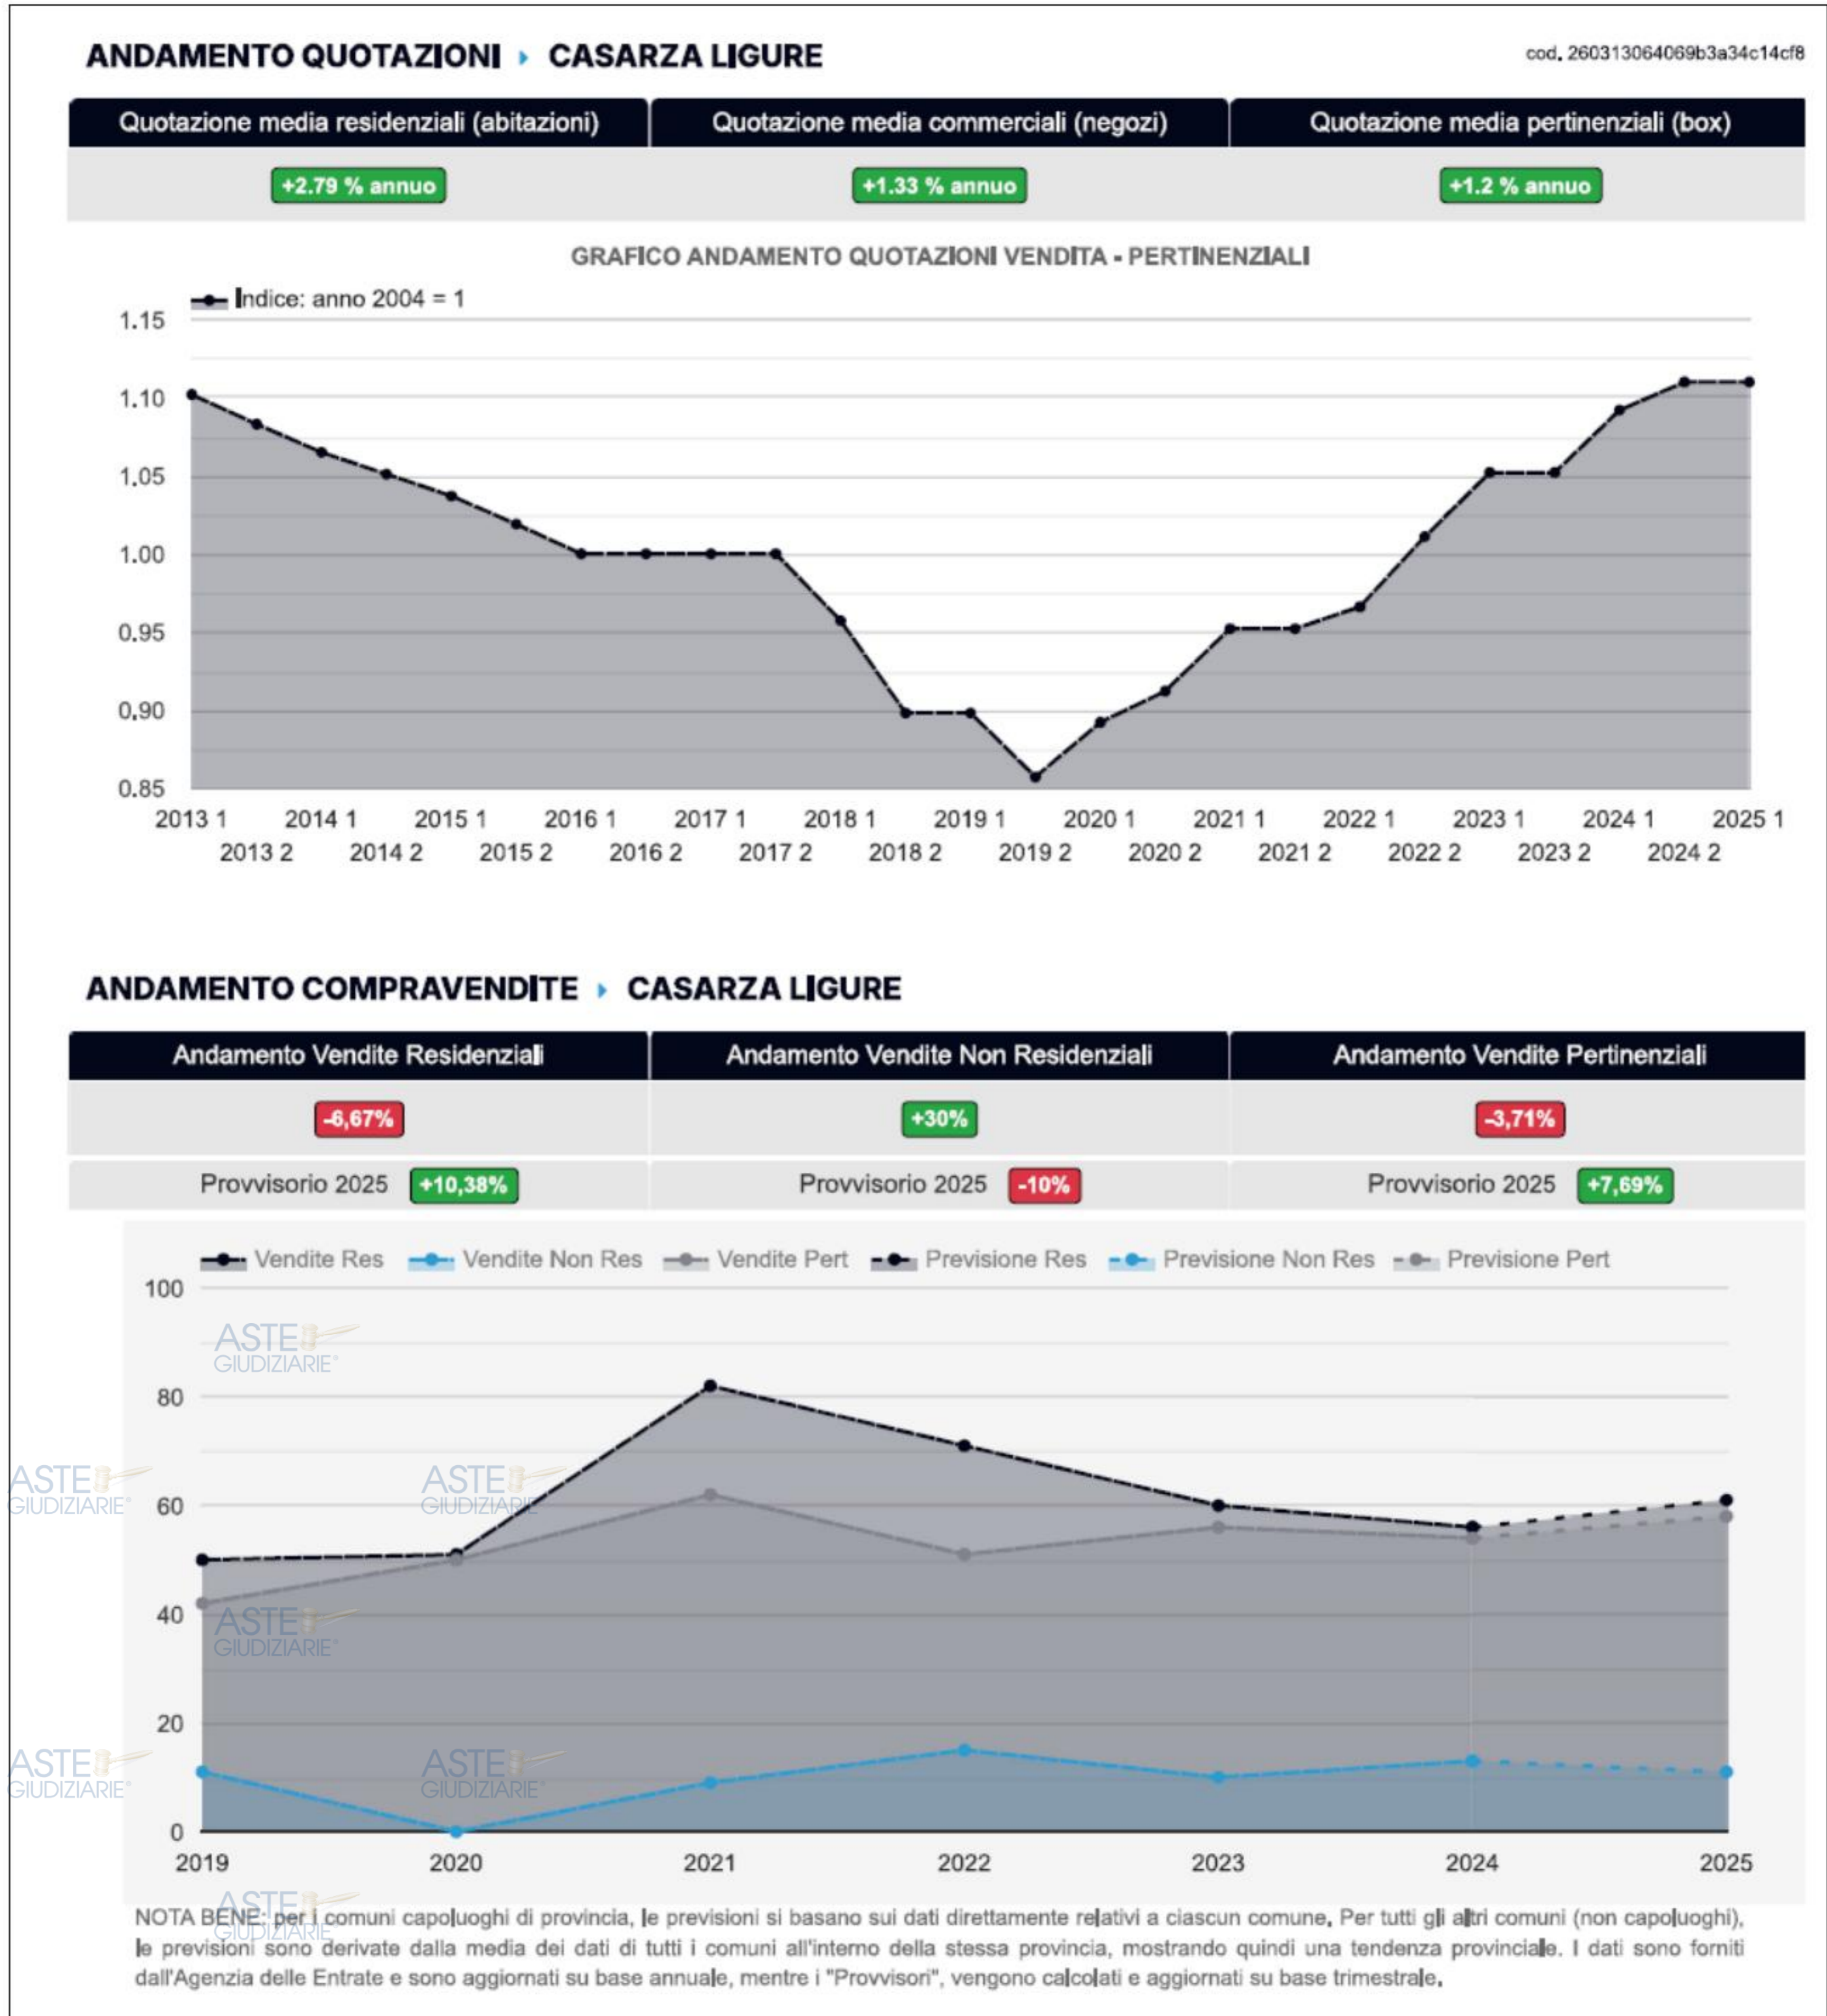 ANDAMENTO QUOTAZIONI ▸ CASARZA LIGURE
cod. 260313064069b3a34c14cf8
Quotazione media residenziali (abitazioni) Quotazione media commerciali (negozi) Quotazione media pertinenziali (box)
+2.79 % annuo +1.33 % annuo +1.2 % annuo
GRAFICO ANDAMENTO QUOTAZIONI VENDITA - PERTINENZIALI
Indice: anno 2004 = 1
1.15
1.10
1.05
1.00
0.95
0.90
0.85
2013 1 2014 1 2015 1 2016 1 2017 1 2018 1 2019 1 2020 1 2021 1 2022 1 2023 1 2024 1 2025 1
2013 2 2014 2 2015 2 2016 2 2017 2 2018 2 2019 2 2020 2 2021 2 2022 2 2023 2 2024 2
ANDAMENTO COMPRAVENDITE ▸ CASARZA LIGURE
Andamento Vendite Residenziali Andamento Vendite Non Residenziali Andamento Vendite Pertinenziali
-6,67% +30% -3,71%
Provvisorio 2025 +10,38% Provvisorio 2025 -10% Provvisorio 2025 +7,69%
Vendite Res Vendite Non Res Vendite Pert Previsione Res Previsione Non Res Previsione Pert
100
ASTE
GIUDIZIARIE®
80
ASTE ASTE
GIUDIZIARIE® GIUDIZIARIE
60
40
ASTE
GIUDIZIARIE®
20
ASTE ASTE
GIUDIZIARIE® GIUDIZIARIE®
0
2019 2020 2021 2022 2023 2024 2025
ASTE
GIUDIZIARIE
NOTA BENE: per i comuni capoluoghi di provincia, le previsioni si basano sui dati direttamente relativi a ciascun comune. Per tutti gli altri comuni (non capoluoghi),
le previsioni sono derivate dalla media dei dati di tutti i comuni all'interno della stessa provincia, mostrando quindi una tendenza provinciale. I dati sono forniti
dall'Agenzia delle Entrate e sono aggiornati su base annuale, mentre i "Provvisori", vengono calcolati e aggiornati su base trimestrale.